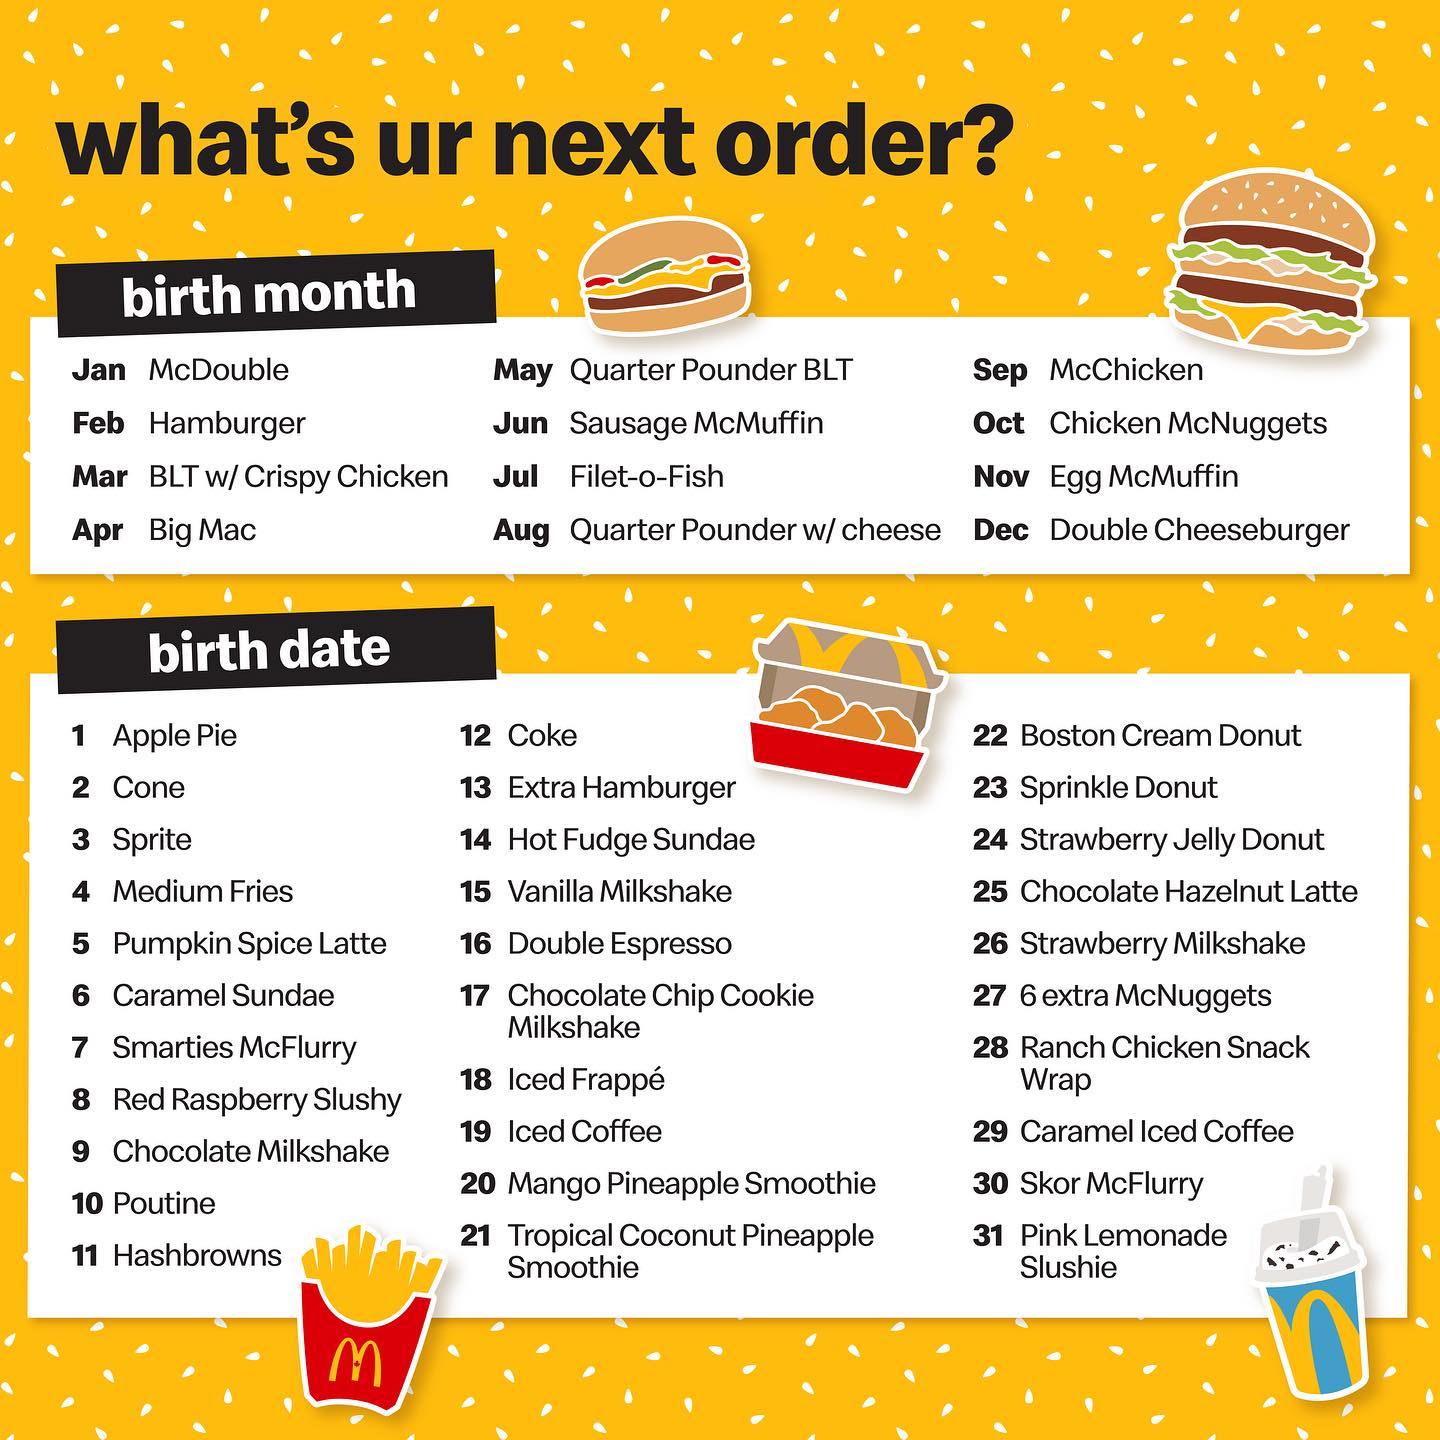 what's ur next order?
birth month
Jan McDouble
Feb Hamburger
Mar BLT w/ Crispy Chicken
Apr Big Mac
May Quarter Pounder BLT
Jun Sausage McMuffin
Jul Filet-o-Fish
Aug Quarter Pounder w/ cheese
Sep McChicken
Oct Chicken McNuggets
Nov Egg McMuffin
Dec Double Cheeseburger
birth date
1 Apple Pie
2 Cone
3 Sprite
4 Medium Fries
5 Pumpkin Spice Latte
6 Caramel Sundae
7 Smarties McFlurry
8 Red Raspberry Slushy
9 Chocolate Milkshake
10 Poutine
11 Hashbrowns
12 Coke
13 Extra Hamburger
14 Hot Fudge Sundae
15 Vanilla Milkshake
16 Double Espresso
17 Chocolate Chip Cookie
Milkshake
18 Iced Frappé
19 Iced Coffee
20 Mango Pineapple Smoothie
21 Tropical Coconut Pineapple
Smoothie
22 Boston Cream Donut
23 Sprinkle Donut
24 Strawberry Jelly Donut
25 Chocolate Hazelnut Latte
26 Strawberry Milkshake
27 6 extra McNuggets
28 Ranch Chicken Snack
Wrap
29 Caramel Iced Coffee
30 Skor McFlurry
31 Pink Lemonade
Slushie